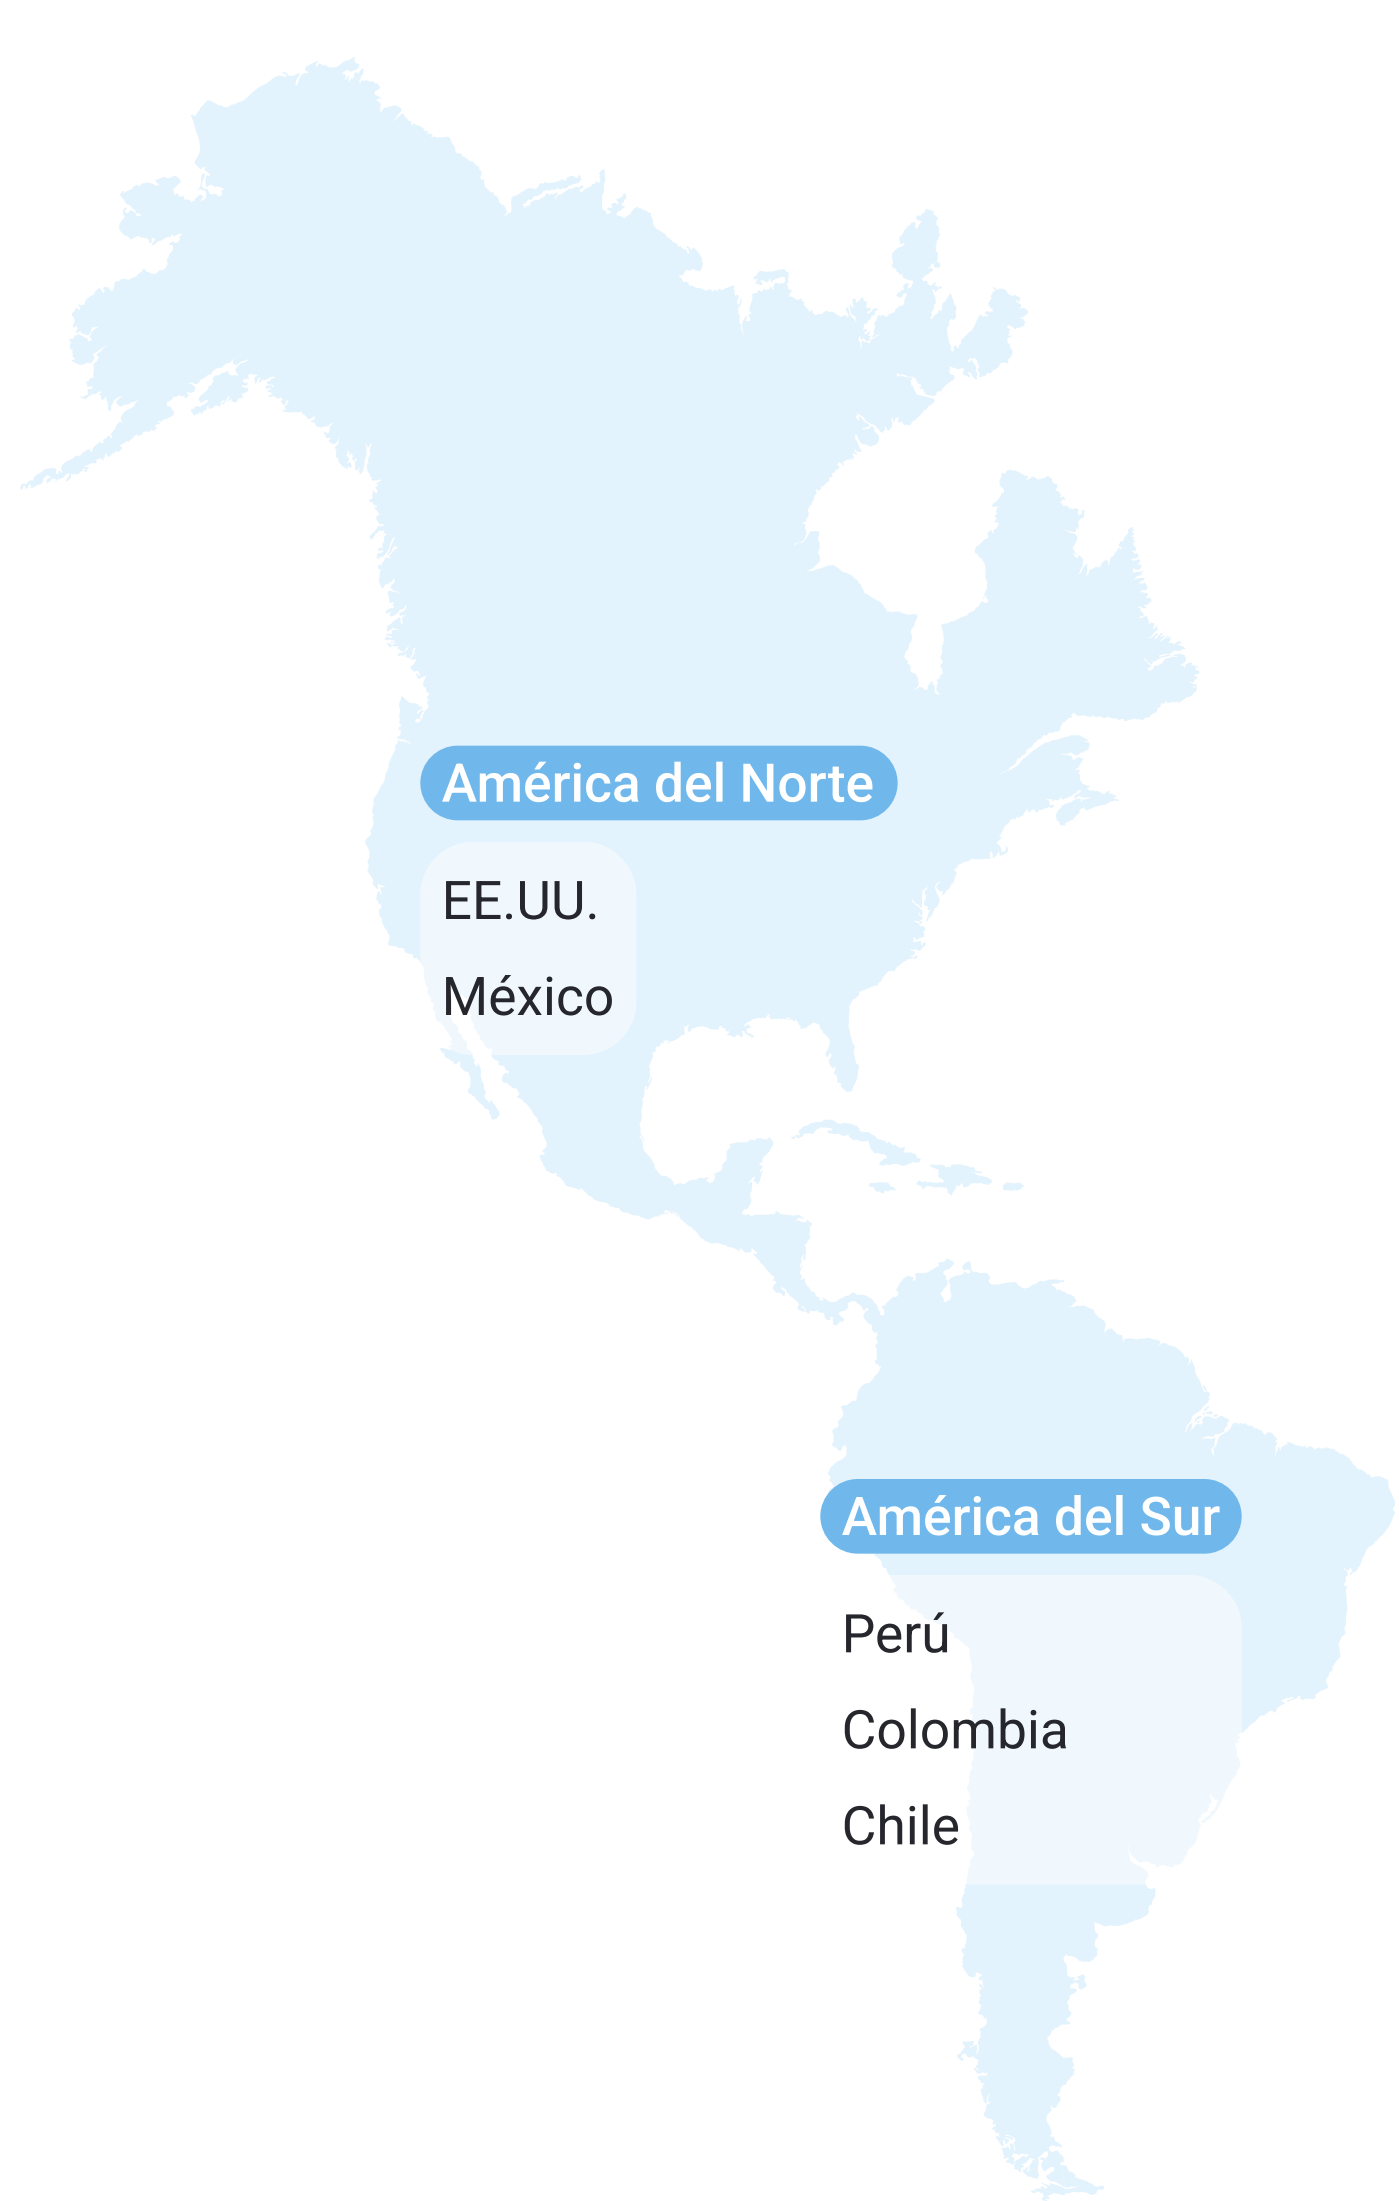 América del Norte
EE.UU.
México
América del Sur
Perú
Colombia
Chile